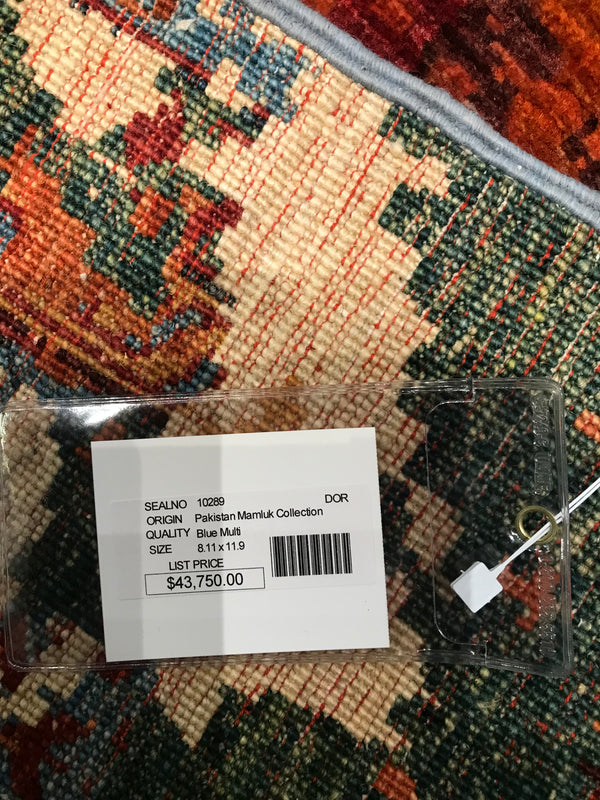 SEALNO 10289 DOR
ORIGIN Pakistan Mamluk Collection
QUALITY Blue Multi
SIZE 8.11 x 11.9
LIST PRICE
$43,750.00